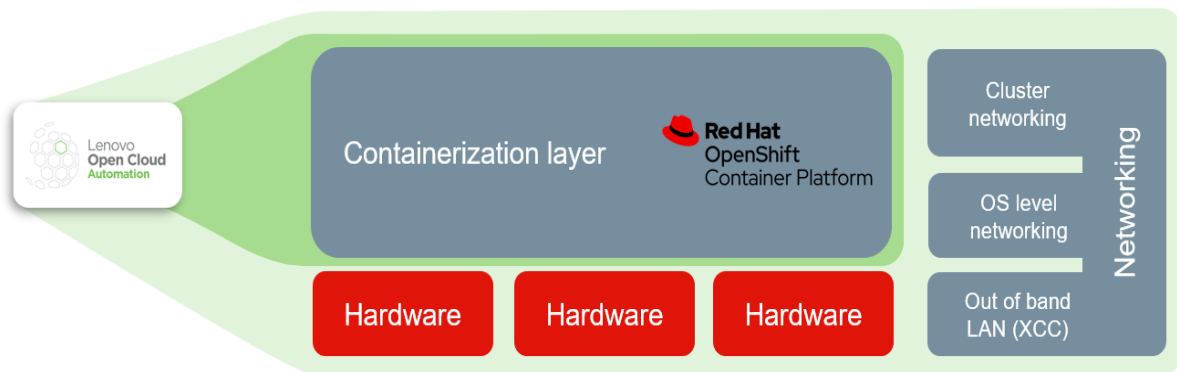 Lenovo
Open Cloud
Automation
Containerization layer
Red Hat
OpenShift
Container Platform
Hardware
Hardware
Hardware
Cluster
networking
OS level
networking
Out of band
LAN (XCC)
Networking